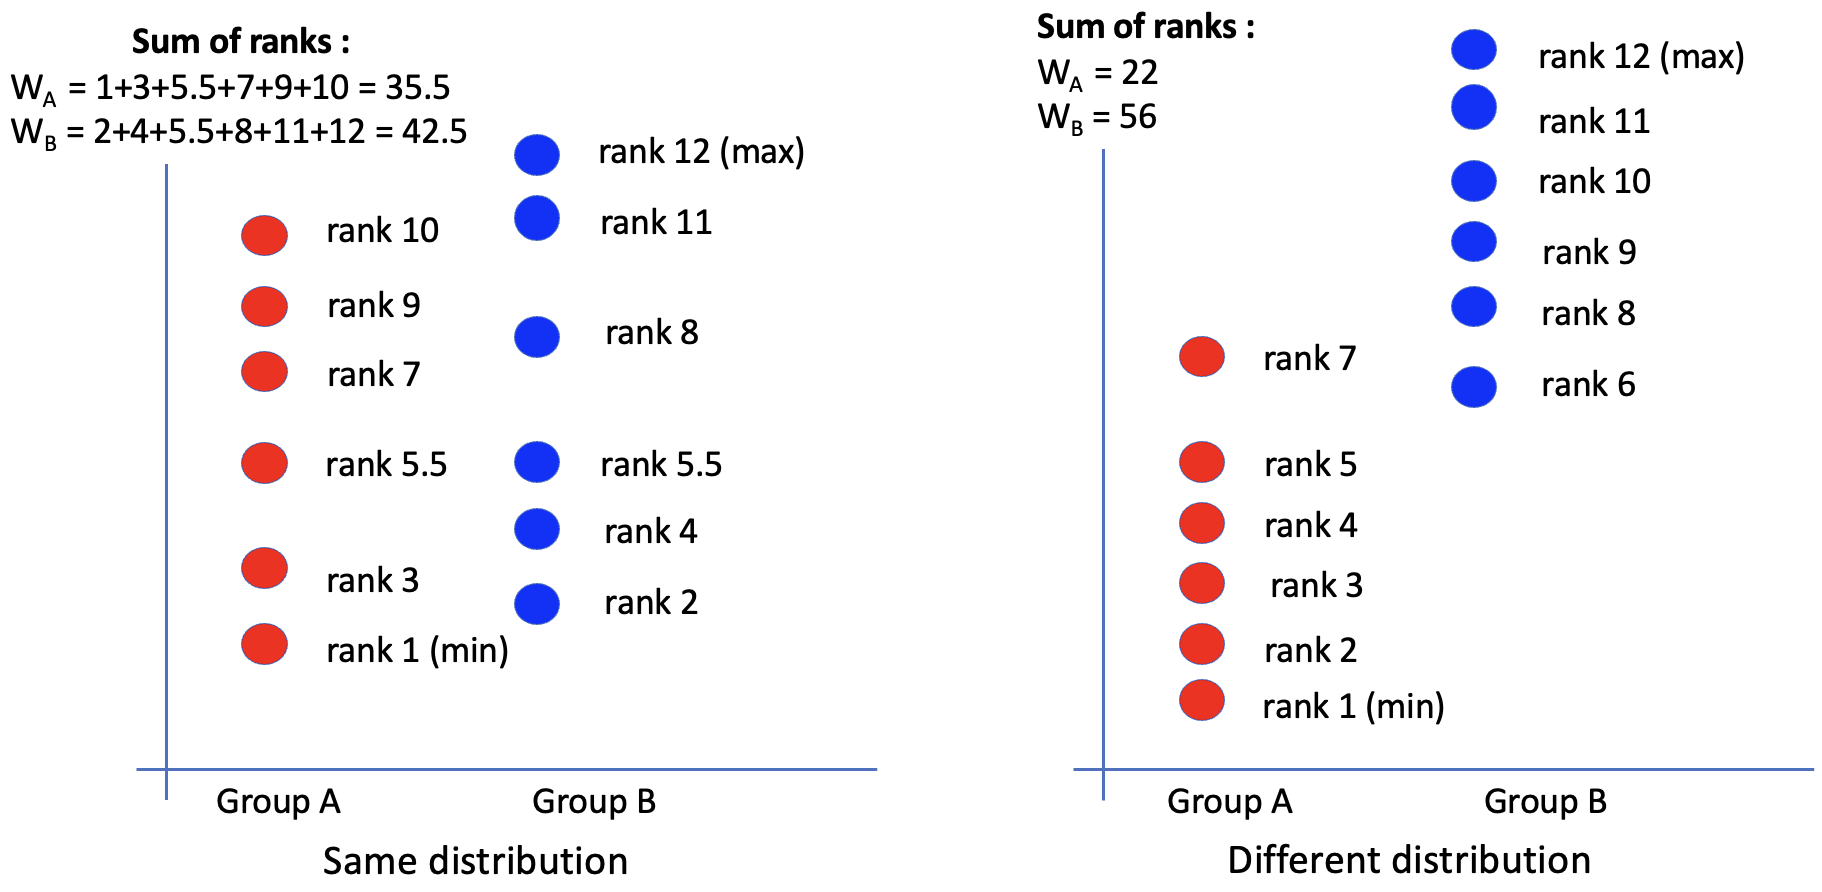 Sum of ranks :
WA = 1+3+5.5+7+9+10 = 35.5
WB = 2+4+5.5+8+11+12 = 42.5
rank 12 (max)
rank 11
rank 10
rank 9
rank 8
rank 7
rank 5.5
rank 5.5
rank 4
rank 3
rank 2
rank 1 (min)
Group A
Group B
Same distribution
Sum of ranks :
WA = 22
WB = 56
rank 12 (max)
rank 11
rank 10
rank 9
rank 8
rank 7
rank 6
rank 5
rank 4
rank 3
rank 2
rank 1 (min)
Group A
Group B
Different distribution